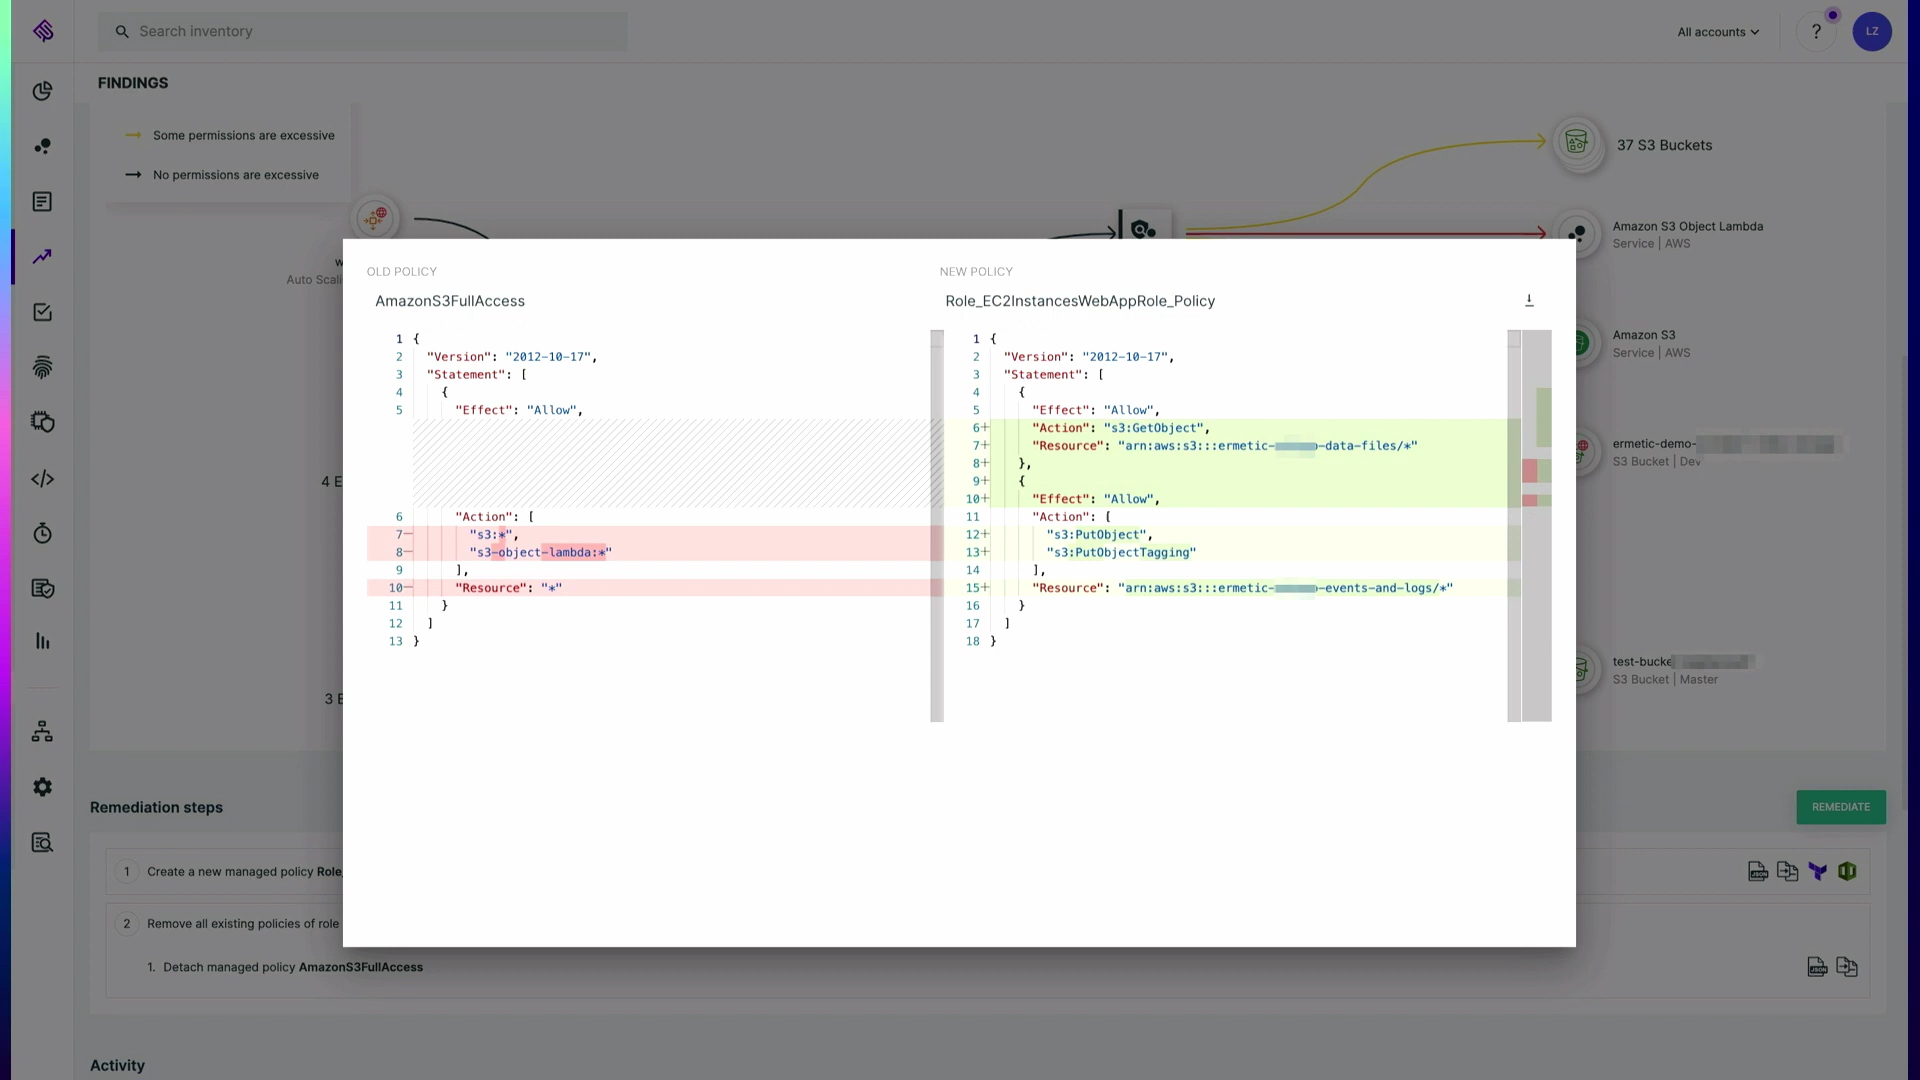 Search inventory
All accounts
?
LZ
FINDINGS
Some permissions are excessive
No permissions are excessive
37 S3 Buckets
Amazon S3 Object Lambda
Service | AWS
Auto Scali
Amazon S3
Service | AWS
ermetic-demo-
S3 Bucket | Dev
4 E
3 E
test-bucke
S3 Bucket | Master
OLD POLICY
AmazonS3FullAccess
1 {
2 "Version": "2012-10-17",
3 "Statement": [
4 {
5 "Effect": "Allow",
6 "Action": [
7- "s3:*",
8- "s3-object-lambda:*"
9 ],
10- "Resource": "*"
11 }
12 ]
13 }
NEW POLICY
Role_EC2InstancesWebAppRole_Policy
1 {
2 "Version": "2012-10-17",
3 "Statement": [
4 {
5 "Effect": "Allow",
6+ "Action": "s3:GetObject",
7+ "Resource": "arn:aws:s3:::ermetic- -data-files/*"
8+ },
9+ {
10+ "Effect": "Allow",
11 "Action": [
12+ "s3:PutObject",
13+ "s3:PutObjectTagging"
14 ],
15+ "Resource": "arn:aws:s3:::ermetic- -events-and-logs/*"
16 }
17 ]
18 }
Remediation steps
REMEDIATE
1 Create a new managed policy Role_
JSON
2 Remove all existing policies of role
1. Detach managed policy AmazonS3FullAccess
JSON
Activity